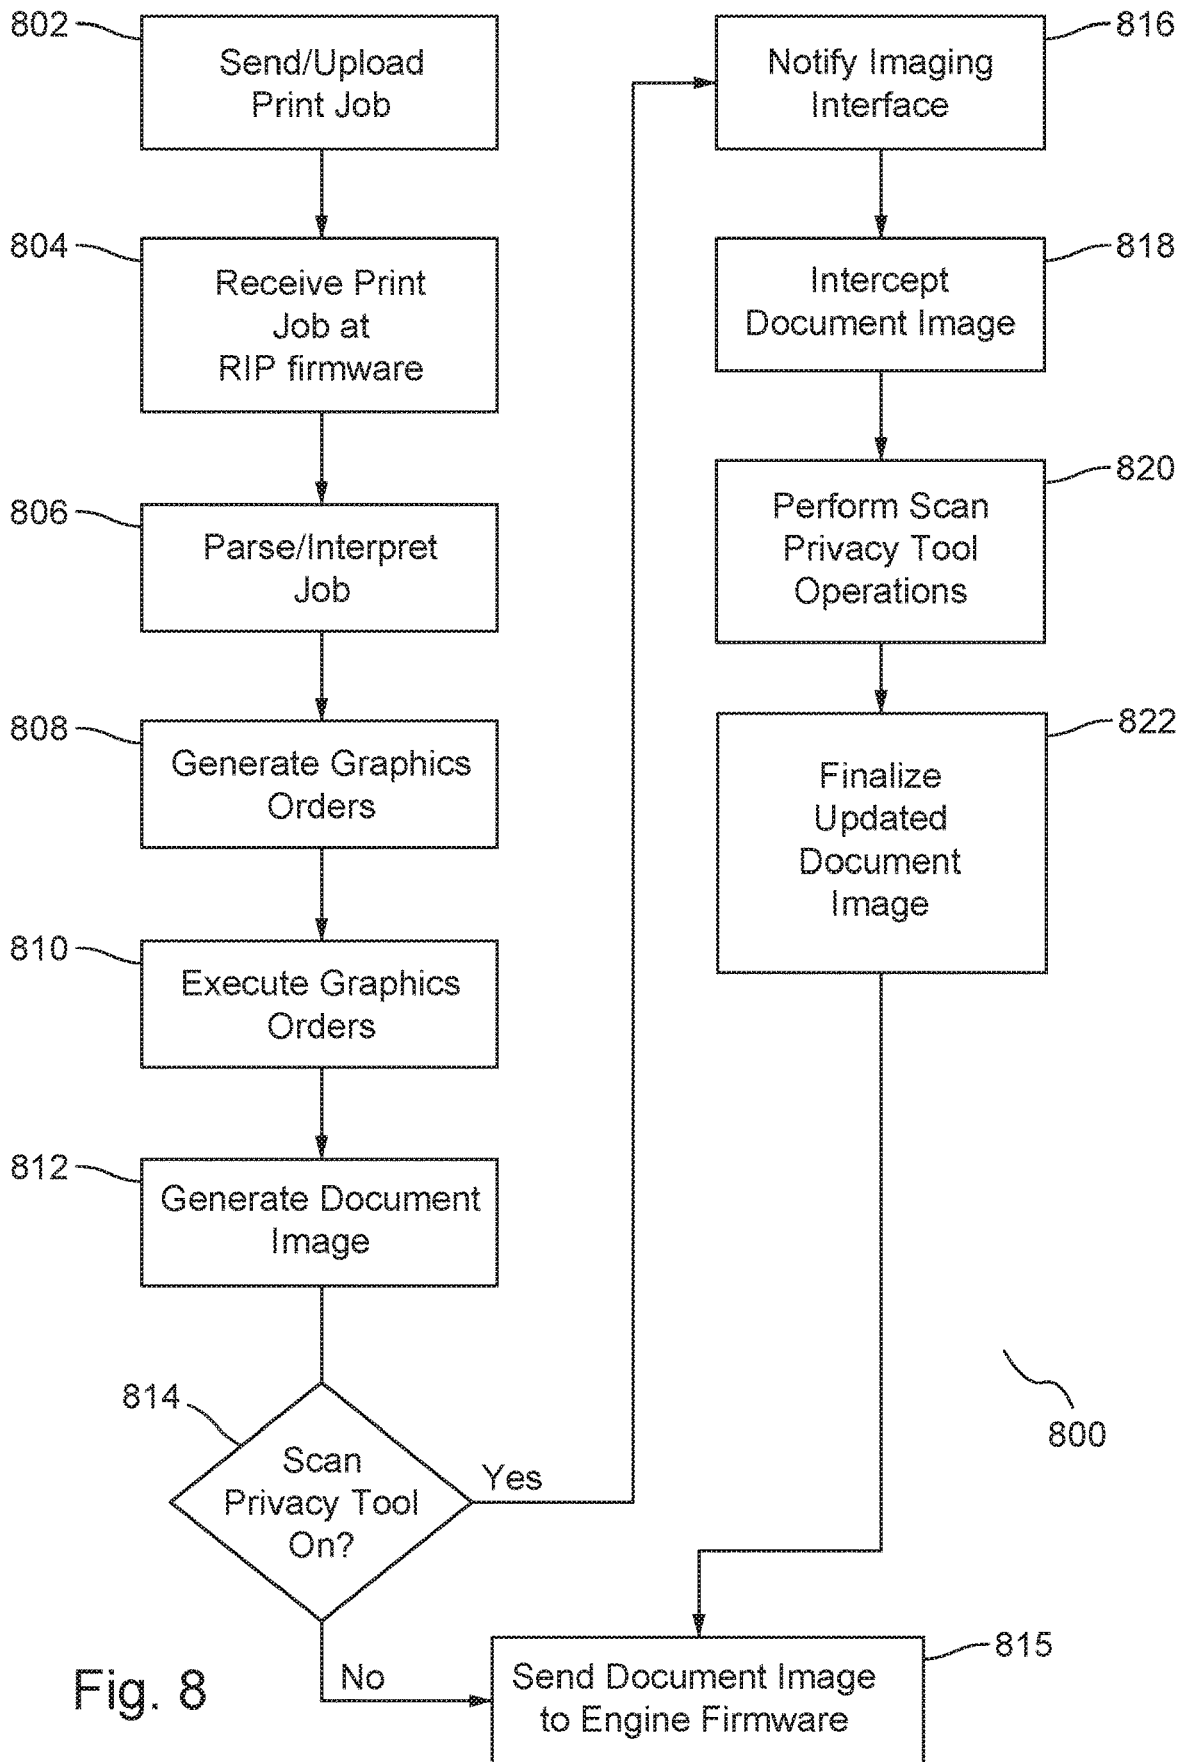 802
Send/Upload
Print Job
804
Receive Print
Job at
RIP firmware
806
Parse/Interpret
Job
808
Generate Graphics
Orders
810
Execute Graphics
Orders
812
Generate Document
Image
814
Scan
Privacy Tool
On?
Yes
No
816
Notify Imaging
Interface
818
Intercept
Document Image
820
Perform Scan
Privacy Tool
Operations
822
Finalize
Updated
Document
Image
800
815
Send Document Image
to Engine Firmware
Fig. 8